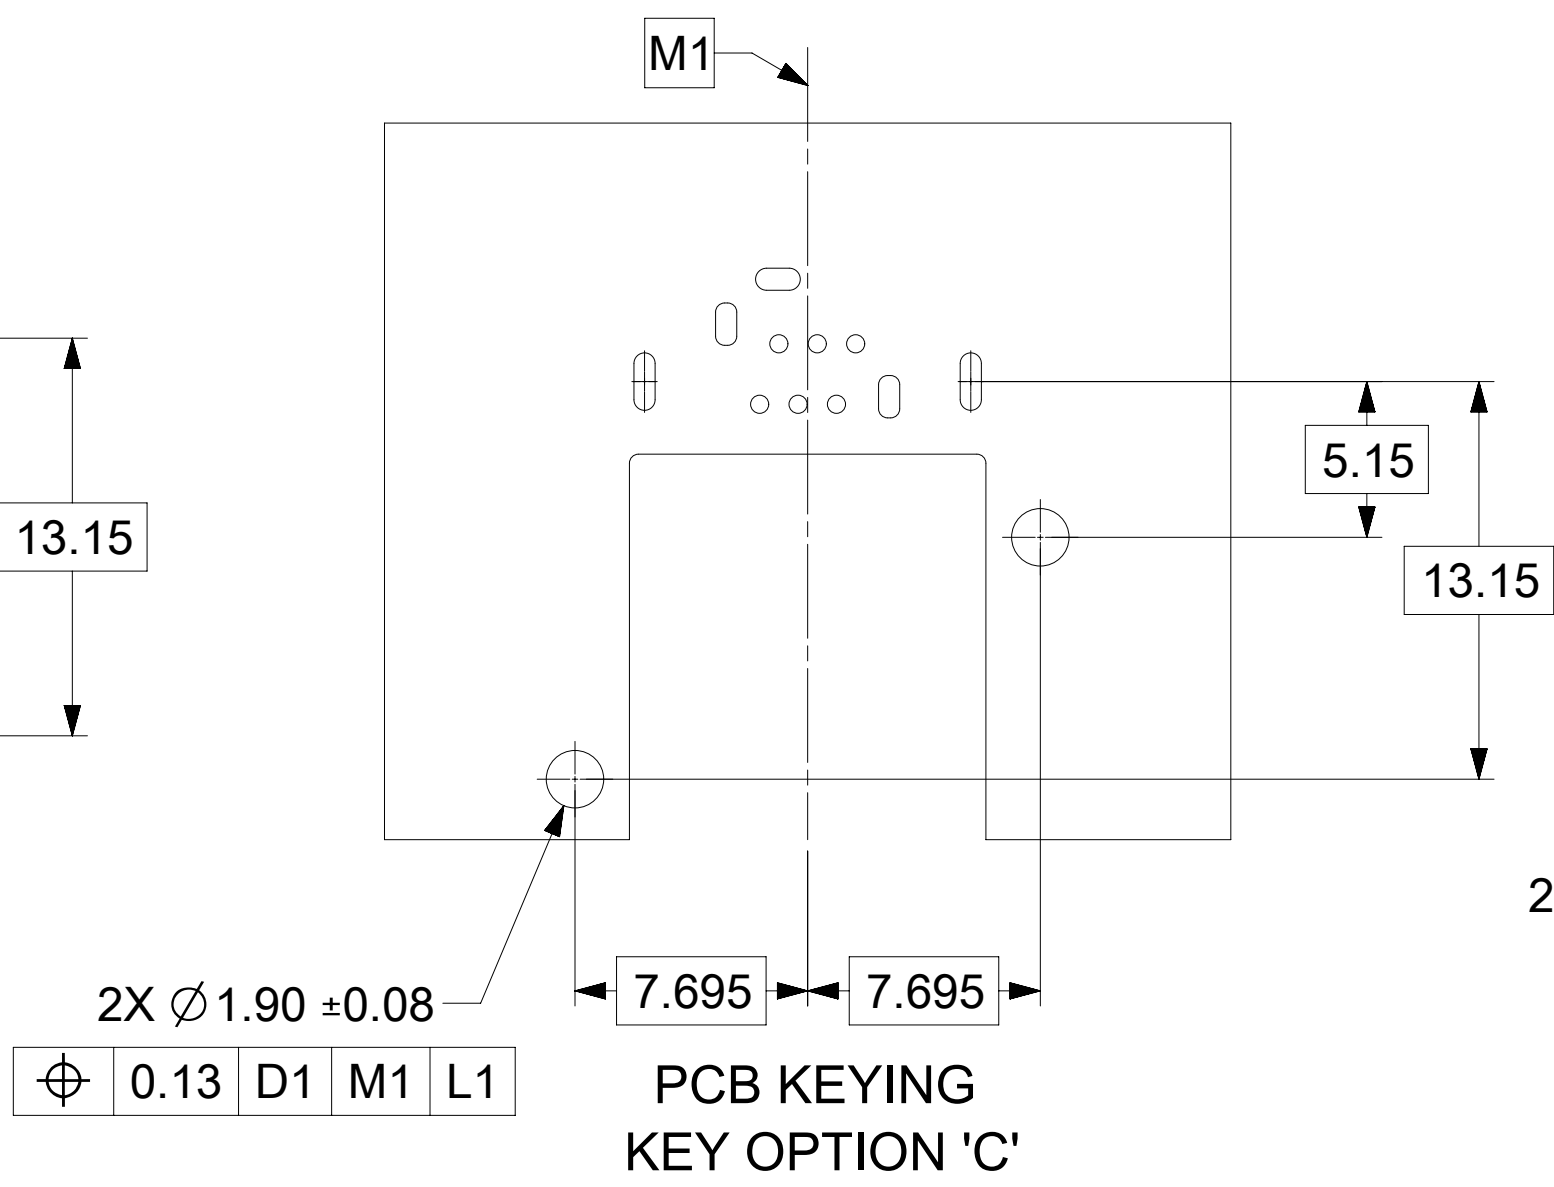 M1
5.15
13.15
13.15
2
7.695 7.695
2X ∅1.90 ±0.08
⌖ 0.13 D1 M1 L1
PCB KEYING
KEY OPTION 'C'